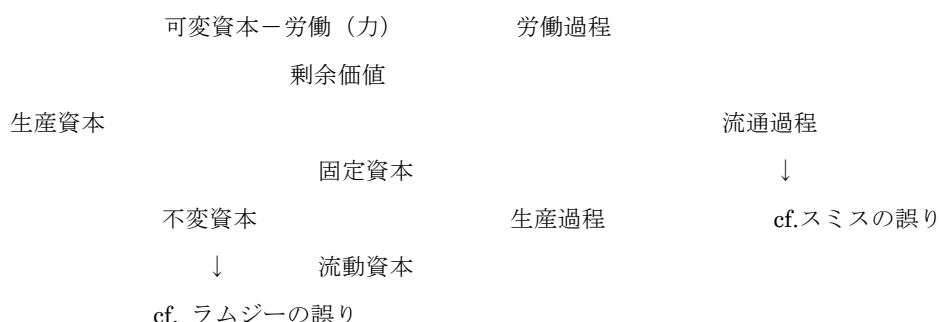 可変資本－労働（力） 労働過程
剰余価値
生産資本 流通過程
固定資本 ↓
不変資本 生産過程 cf.スミスの誤り
↓ 流動資本
cf. ラムジーの誤り